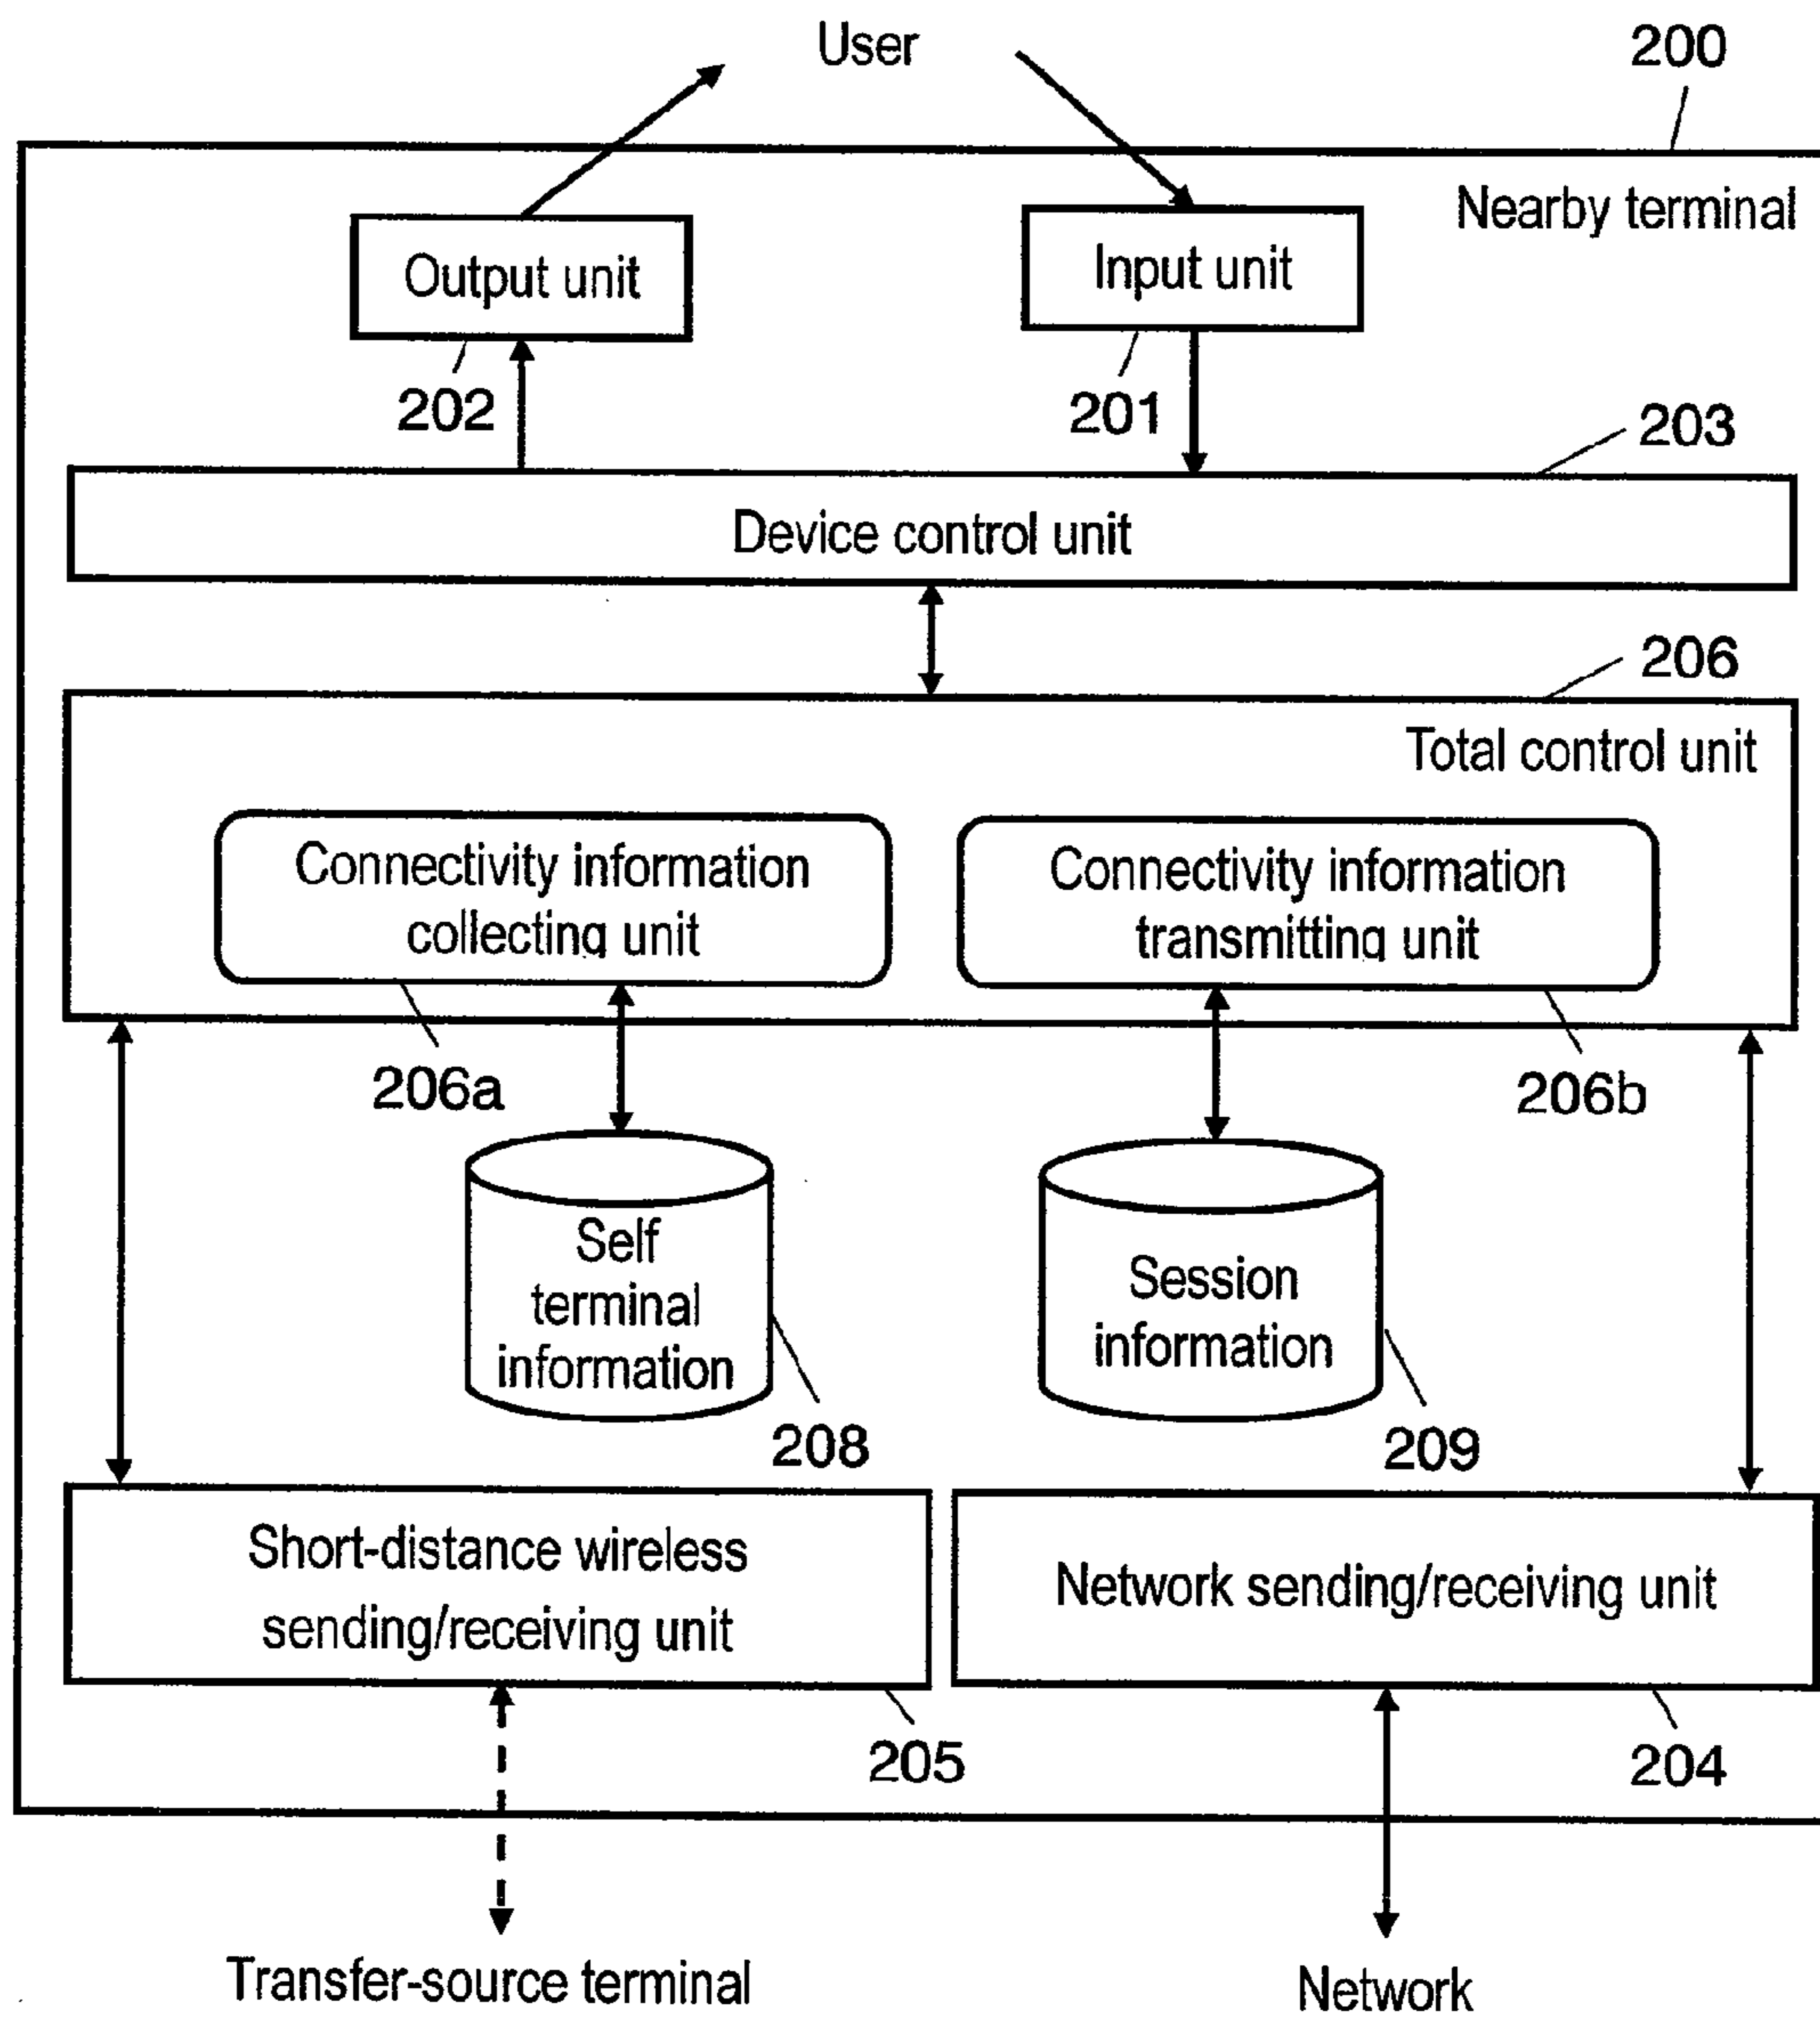 User
200
Nearby terminal
Output unit
Input unit
202
201
203
Device control unit
206
Total control unit
Connectivity information
collecting unit
Connectivity information
transmitting unit
206a
206b
Self
terminal
information
Session
information
208
209
Short-distance wireless
sending/receiving unit
Network sending/receiving unit
205
204
Transfer-source terminal
Network